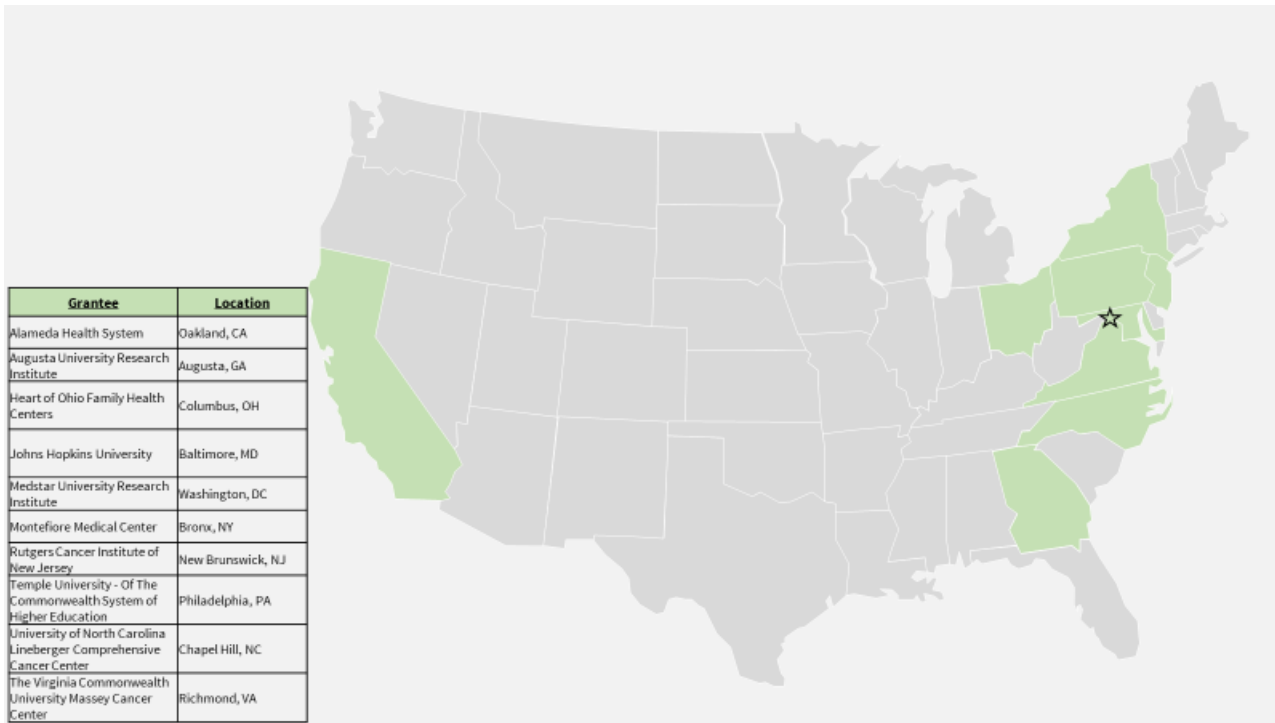 Grantee Location
Alameda Health System Oakland, CA
Augusta University Research
Institute
Augusta, GA
Heart of Ohio Family Health
Centers
Columbus, OH
Johns Hopkins University Baltimore, MD
Medstar University Research
Institute
Washington, DC
Montefiore Medical Center Bronx, NY
Rutgers Cancer Institute of
New Jersey
New Brunswick, NJ
Temple University - Of The
Commonwealth System of
Higher Education
Philadelphia, PA
University of North Carolina
Lineberger Comprehensive
Cancer Center
Chapel Hill, NC
The Virginia Commonwealth
University Massey Cancer
Center
Richmond, VA